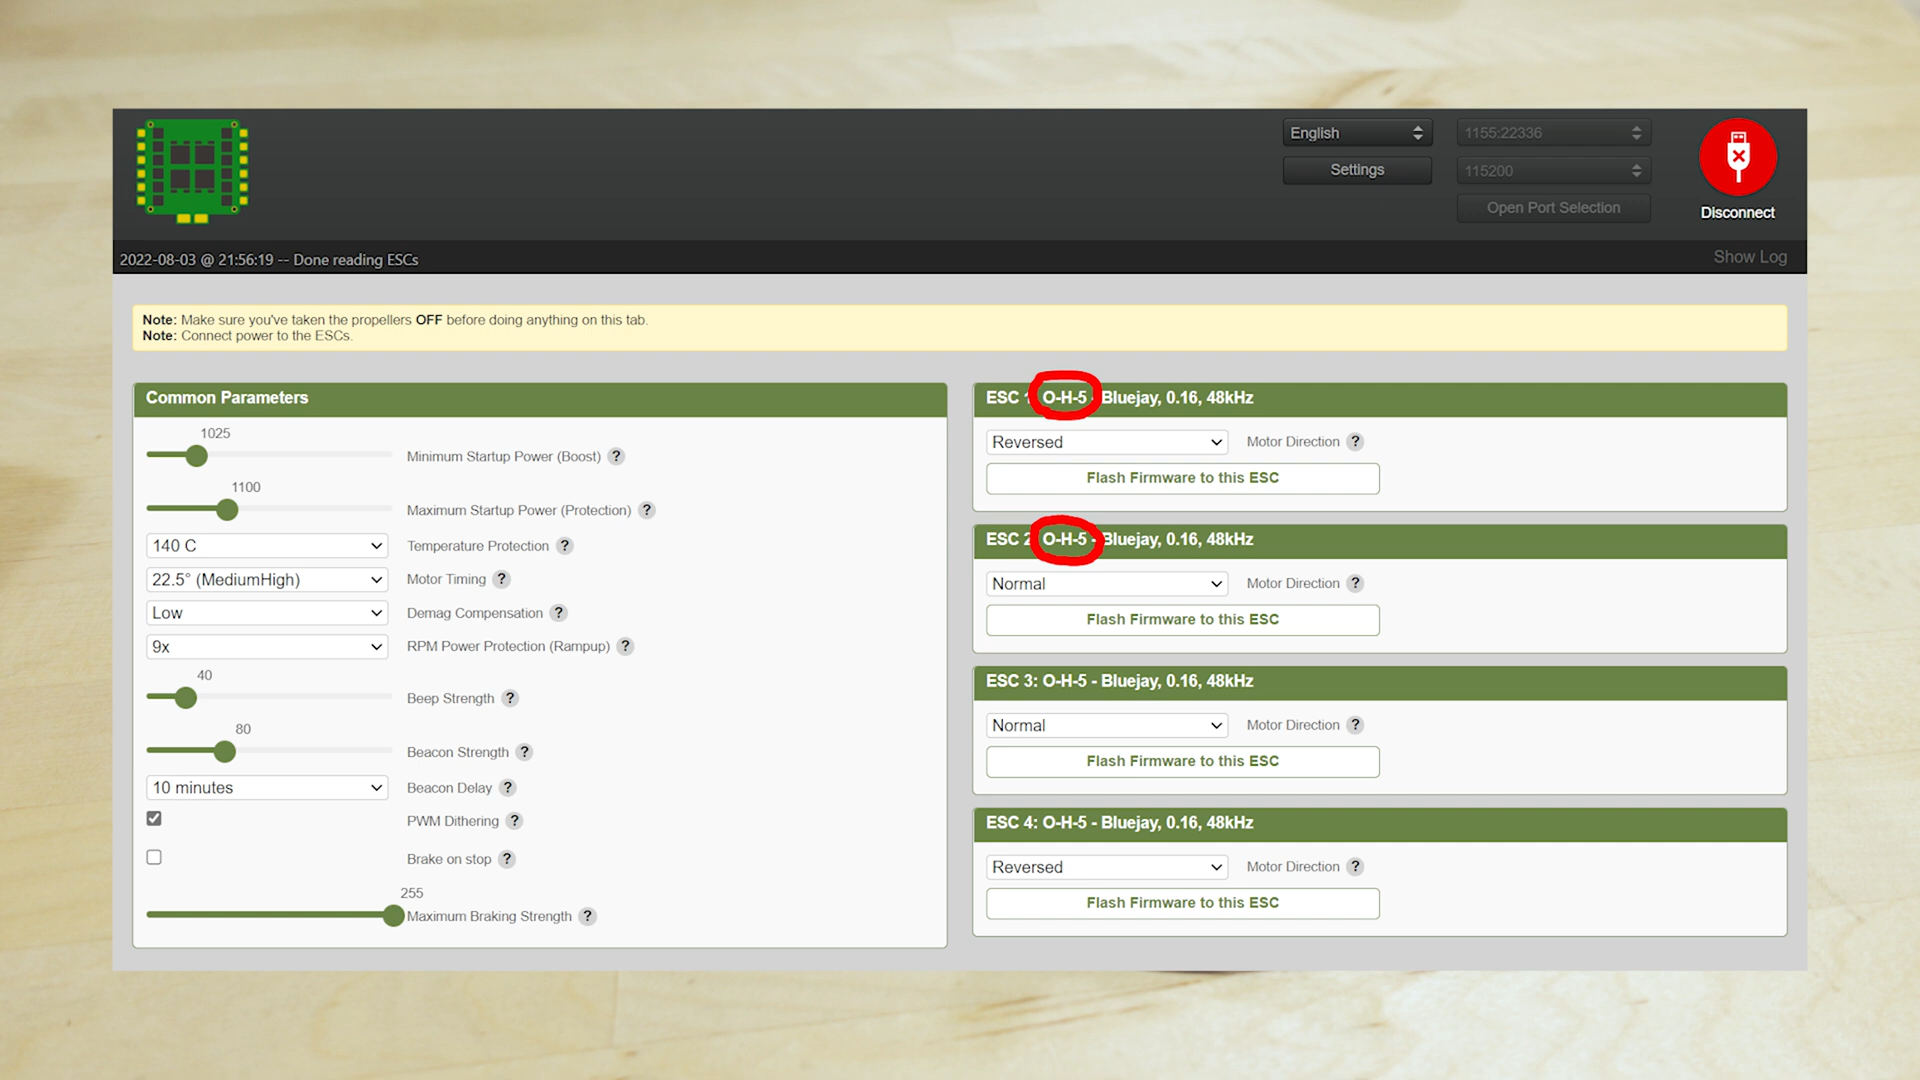 English
1155:22336
Settings
115200
Open Port Selection
Disconnect
2022-08-03 @ 21:56:19 -- Done reading ESCs
Show Log
Note: Make sure you've taken the propellers OFF before doing anything on this tab.
Note: Connect power to the ESCs.
Common Parameters
1025
Minimum Startup Power (Boost) ?
1100
Maximum Startup Power (Protection) ?
140 C
Temperature Protection ?
22.5° (MediumHigh)
Motor Timing ?
Low
Demag Compensation ?
9x
RPM Power Protection (Rampup) ?
40
Beep Strength ?
80
Beacon Strength ?
10 minutes
Beacon Delay ?
PWM Dithering ?
Brake on stop ?
255
Maximum Braking Strength ?
ESC 1 O-H-5 - Bluejay, 0.16, 48kHz
Reversed
Motor Direction ?
Flash Firmware to this ESC
ESC 2 O-H-5 - Bluejay, 0.16, 48kHz
Normal
Motor Direction ?
Flash Firmware to this ESC
ESC 3: O-H-5 - Bluejay, 0.16, 48kHz
Normal
Motor Direction ?
Flash Firmware to this ESC
ESC 4: O-H-5 - Bluejay, 0.16, 48kHz
Reversed
Motor Direction ?
Flash Firmware to this ESC